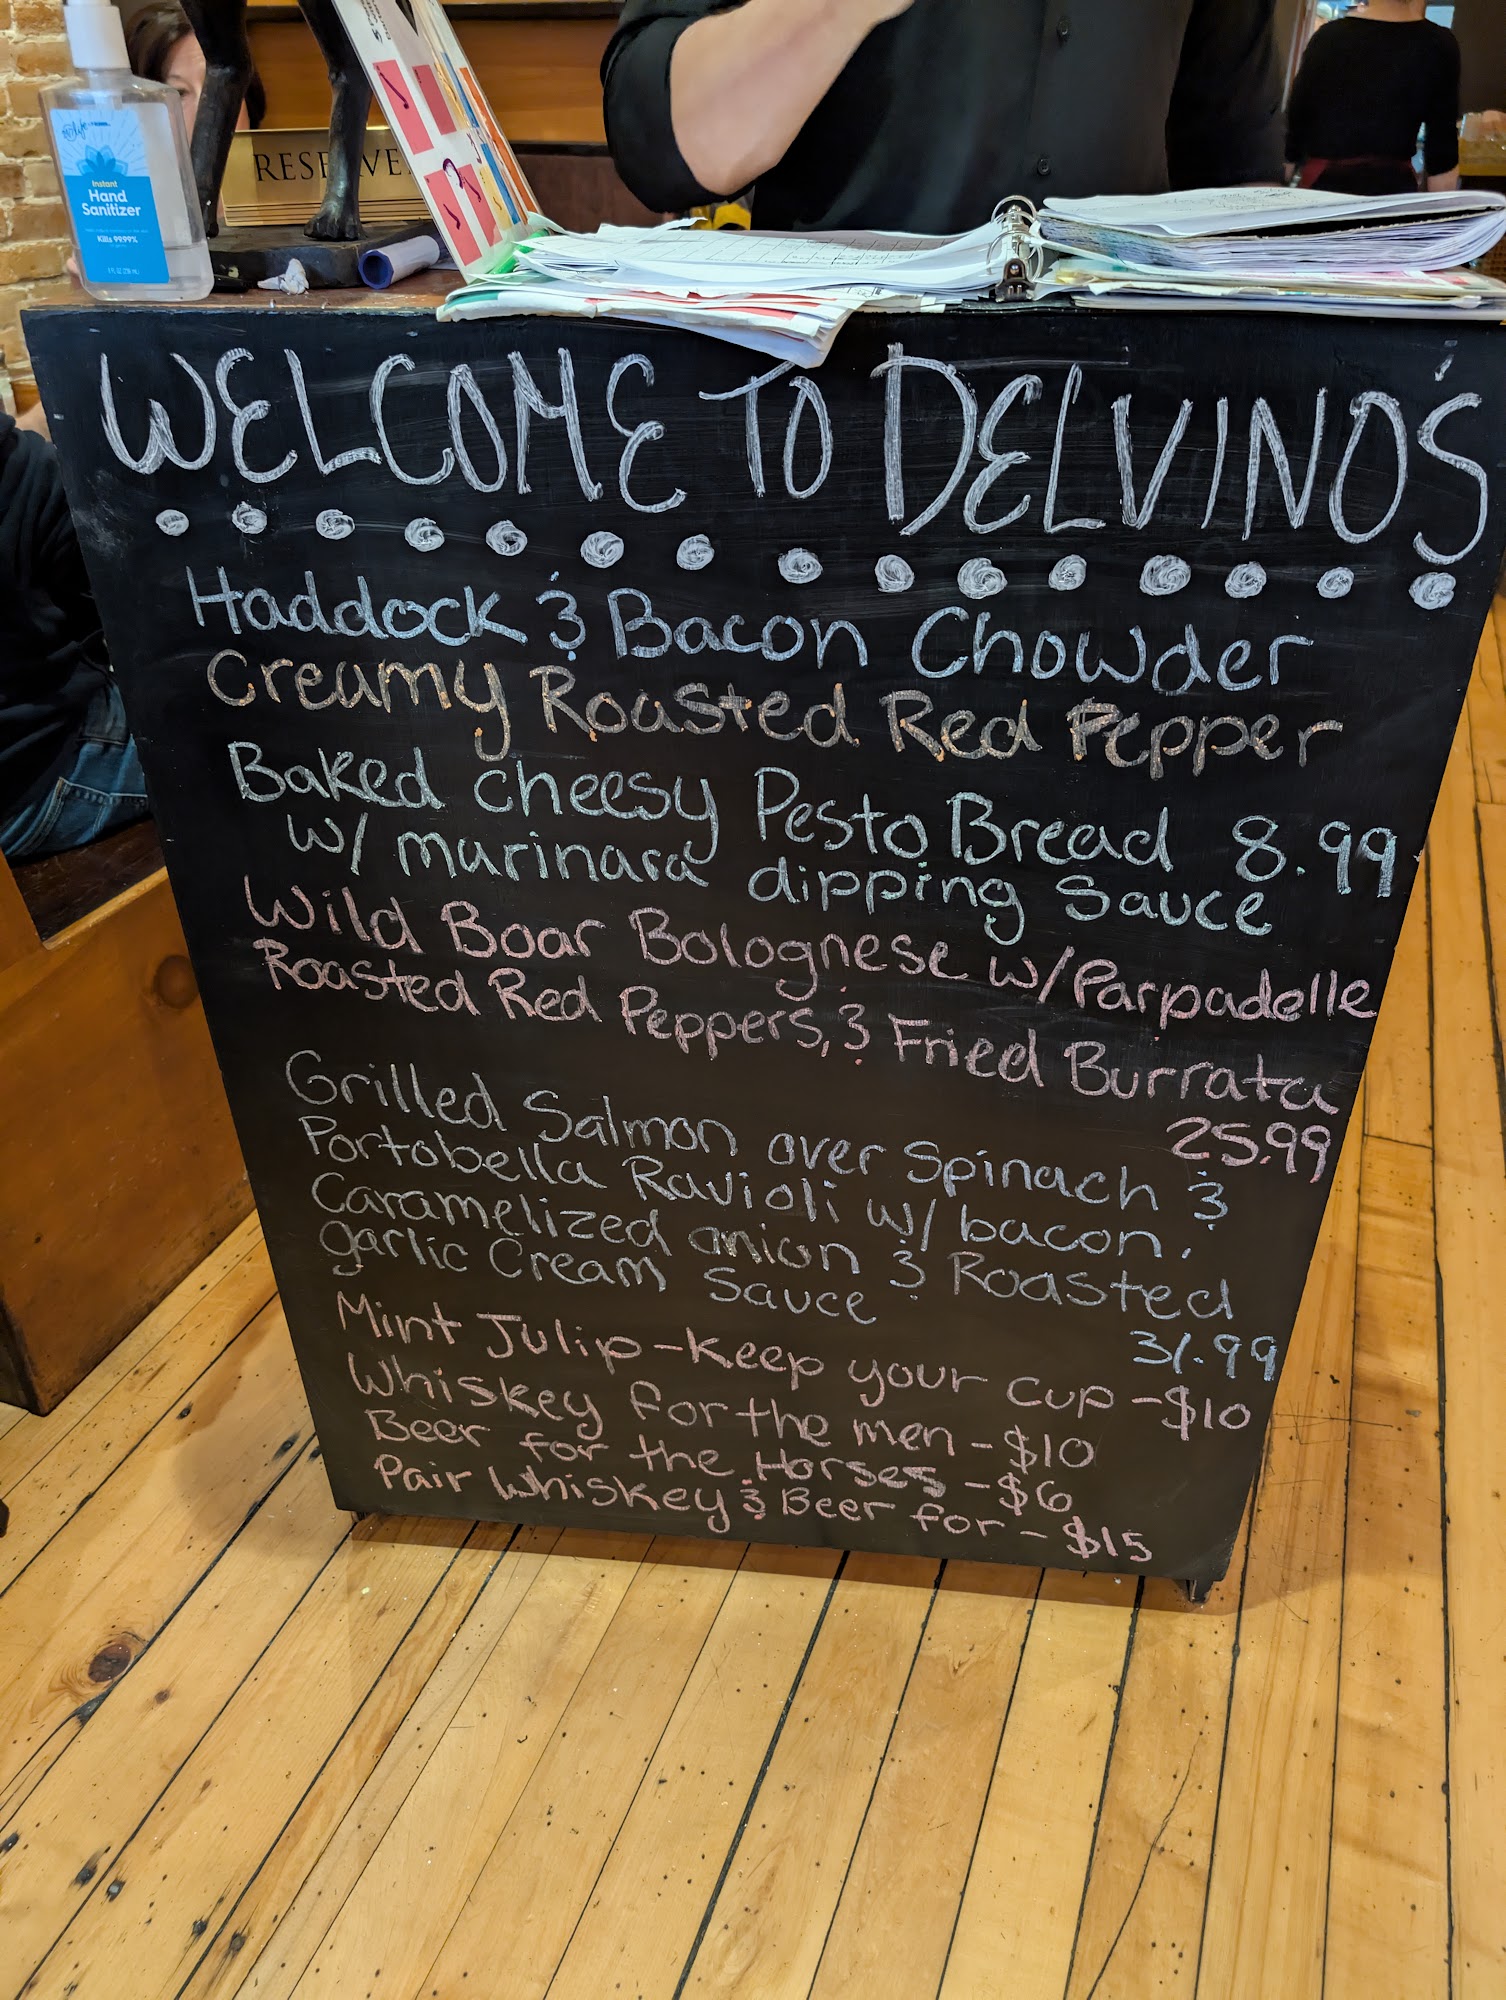 RESERVE
Instant
Hand
Sanitizer
Kills 99.99%
WELCOME TO DELVINO'S
Haddock & Bacon Chowder
Creamy Roasted Red Pepper
Baked cheesy Pesto Bread 8.99
w/ marinara dipping sauce
Wild Boar Bolognese w/ Parpadelle
Roasted Red Peppers, & Fried Burrata
25.99
Grilled Salmon over Spinach &
Portobella Ravioli w/ bacon,
Caramelized onion & Roasted
garlic Cream Sauce
31.99
Mint Julip - Keep your cup - $10
Whiskey for the men - $10
Beer for the Horses - $6
Pair Whiskey & Beer for - $15